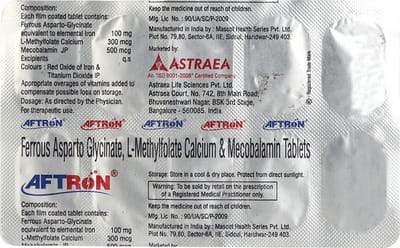 Composition:
Each film coated tablet contains:
Ferrous Asparto-Glycinate
equivalent to elemental Iron 100 mg
L-Methylfolate Calcium 300 mcg
Mecobalamin JP 500 mcg
Excipients q.s
Colours : Red Oxide of Iron &
Titanium Dioxide IP
Appropriate overages of vitamins added to
compensate possible loss on storage.
Dosage: As directed by the Physician.
For therapeutic use.
Keep the medicine out of reach of children.
Mfg. Lic No. : 90/UA/SC/P-2009
Manufactured in India by : Mascot Health Series Pvt. Ltd.
Plot No. 79,80, Sector-6A, IIE, Sidcul, Haridwar-249 403.
Marketed by:
ASTRAEA
An "ISO 9001-2008" Certified Company
Astraea Life Sciences Pvt. Ltd.
Astraea Court, No. 742, 8th Main Road,
Bhuvaneshwari Nagar, BSK 3rd Stage,
Bangalore - 560085. India
® Registered Trade Mark
AFTRON® AFTRON® AFTRON® AFTRON® AFTRON®
Ferrous Asparto Glycinate, L-Methylfolate Calcium & Mecobalamin Tablets
AFTRON®
Storage: Store in a cool & dry place. Protect from direct sunlight.
Warning: To be sold by retail on the prescription
of a Registered Medical Practitioner only.
Composition:
Each film coated tablet contains:
Ferrous Asparto-Glycinate
equivalent to elemental Iron 100 mg
L-Methylfolate Calcium 300 mcg
Keep the medicine out of reach of children.
Mfg. Lic No. : 90/UA/SC/P-2009
Manufactured in India by : Mascot Health Series Pvt. Ltd.
Plot No. 79,80, Sector-6A, IIE, Sidcul, Haridwar-249 403.